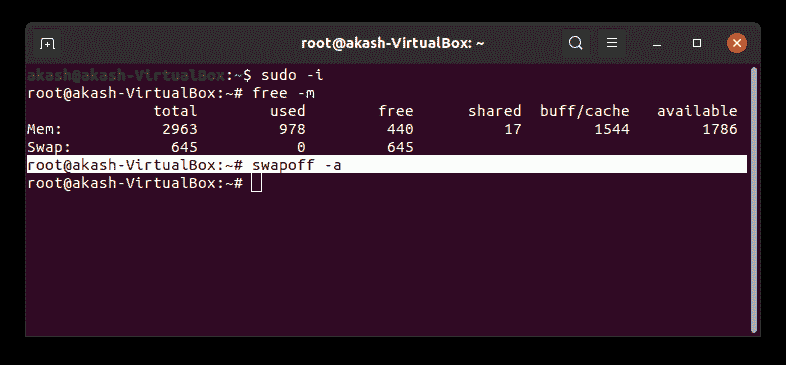 root@akash-VirtualBox: ~
akash@akash-VirtualBox:~$ sudo -i
root@akash-VirtualBox:~# free -m
total used free shared buff/cache available
Mem: 2963 978 440 17 1544 1786
Swap: 645 0 645
root@akash-VirtualBox:~# swapoff -a
root@akash-VirtualBox:~#